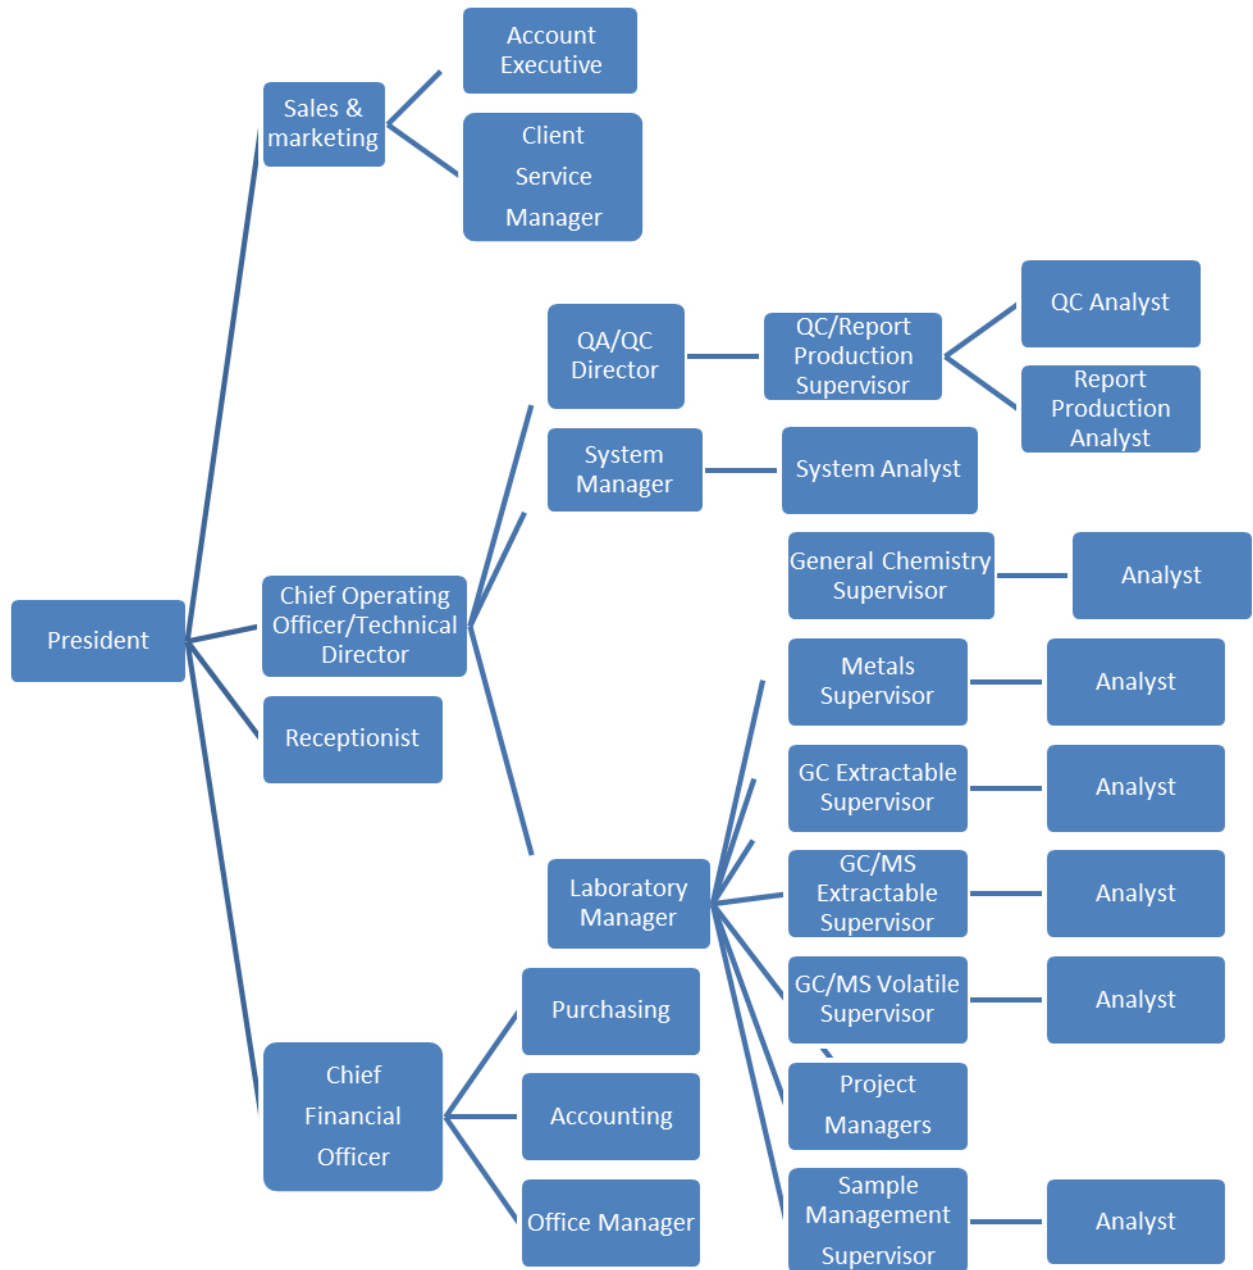 Account
Executive
Sales &
marketing
Client
Service
Manager
QC Analyst
QA/QC
Director
QC/Report
Production
Supervisor
Report
Production
Analyst
System
Manager
System Analyst
General Chemistry
Supervisor
Analyst
President
Chief Operating
Officer/Technical
Director
Metals
Supervisor
Analyst
Receptionist
GC Extractable
Supervisor
Analyst
Laboratory
Manager
GC/MS
Extractable
Supervisor
Analyst
Purchasing
GC/MS Volatile
Supervisor
Analyst
Chief
Financial
Officer
Accounting
Project
Managers
Office Manager
Sample
Management
Supervisor
Analyst